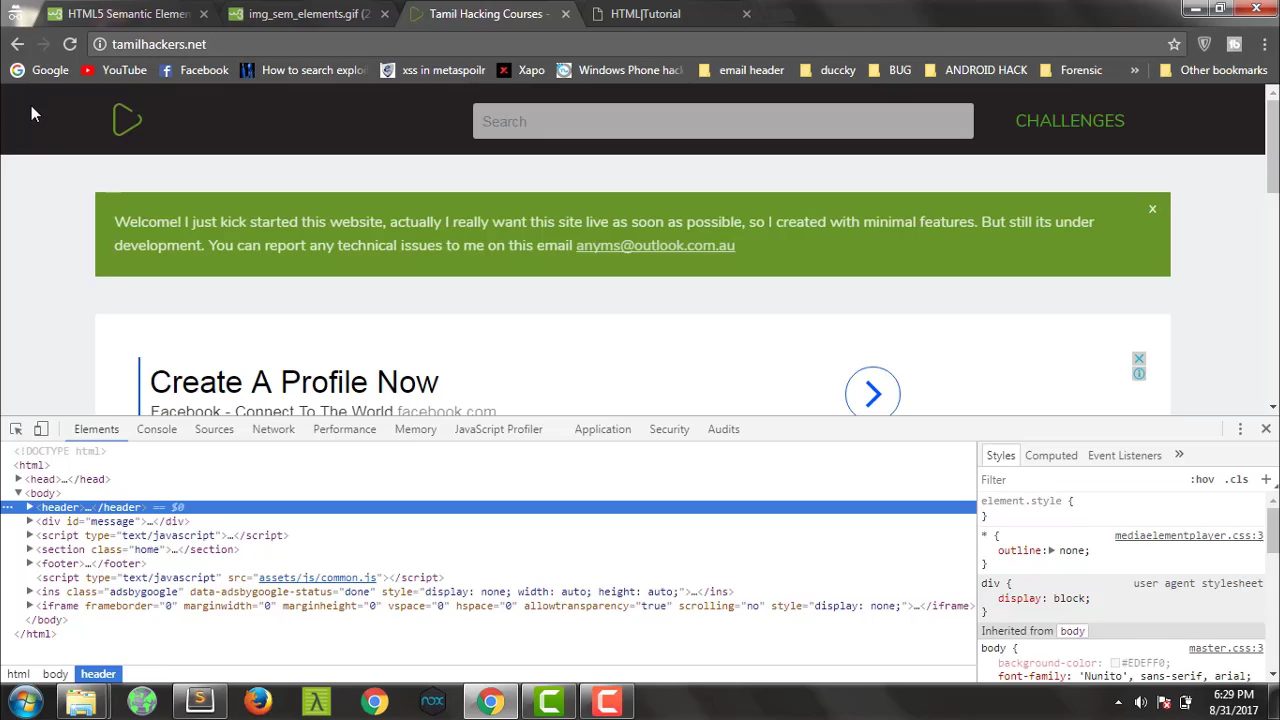 HTML5 Semantic Elemen
img_sem_elements.gif (2
Tamil Hacking Courses -
HTML|Tutorial
tamilhackers.net
Google
YouTube
Facebook
How to search exploi
xss in metaspoilr
Xapo
Windows Phone hac
email header
duccky
BUG
ANDROID HACK
Forensic
»
Other bookmarks
Search
CHALLENGES
Welcome! I just kick started this website, actually I really want this site live as soon as possible, so I created with minimal features. But still its under
x
development. You can report any technical issues to me on this email anyms@outlook.com.au
Create A Profile Now
Facebook - Connect To The World facebook.com
Elements
Console
Sources
Network
Performance
Memory
JavaScript Profiler
Application
Security
Audits
<!DOCTYPE html>
<html>
<head>…</head>
<body>
<header>…</header> == $0
<div id="message">…</div>
<script type="text/javascript">…</script>
<section class="home">…</section>
<footer>…</footer>
<script type="text/javascript" src="assets/js/common.js"></script>
<ins class="adsbygoogle" data-adsbygoogle-status="done" style="display: none; width: auto; height: auto;">…</ins>
<iframe frameborder="0" marginwidth="0" marginheight="0" vspace="0" hspace="0" allowtransparency="true" scrolling="no" style="display: none;">…</iframe>
</body>
</html>
html
body
header
Styles
Computed
Event Listeners
»
Filter
:hov
.cls
+
element.style {
}
* {
mediaelementplayer.css:3
outline: none;
}
div {
user agent stylesheet
display: block;
}
Inherited from body
body {
master.css:3
background-color: #EDEFF0;
font-family: 'Nunito', sans-serif, arial;
nox
6:29 PM
8/31/2017